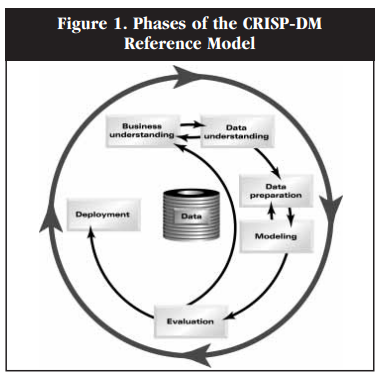 Figure 1. Phases of the CRISP-DM
Reference Model
Business
understanding
Data
understanding
Data
preparation
Modeling
Data
Deployment
Evaluation